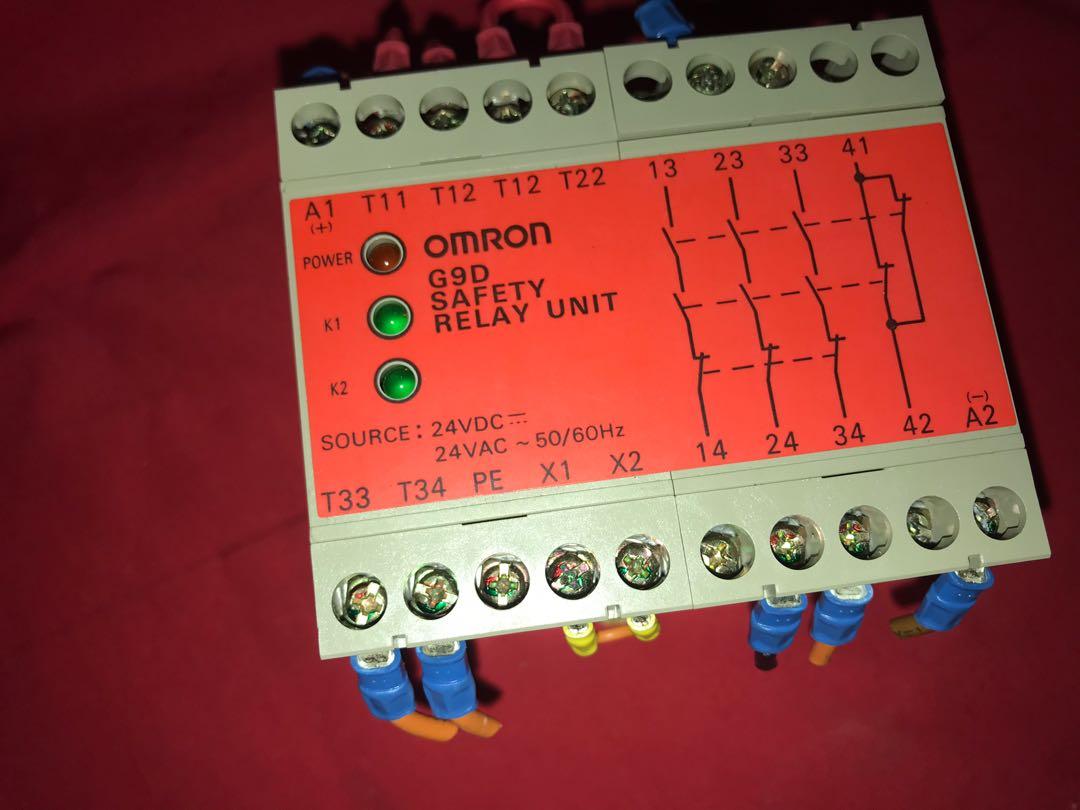 A1 T11 T12 T12 T22 13 23 33 41
(+)
POWER OMRON
G9D
SAFETY
K1 RELAY UNIT
K2
SOURCE: 24VDC ⎓
24VAC ~ 50/60Hz
(-)
T33 T34 PE X1 X2 14 24 34 42 A2